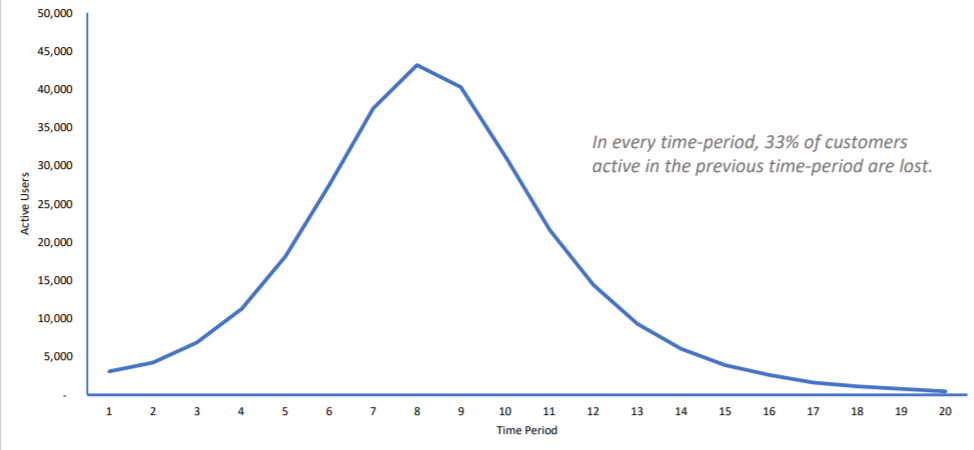 50,000
45,000
40,000
35,000
30,000
25,000
20,000
15,000
10,000
5,000
-
Active Users
In every time-period, 33% of customers
active in the previous time-period are lost.
1 2 3 4 5 6 7 8 9 10 11 12 13 14 15 16 17 18 19 20
Time Period